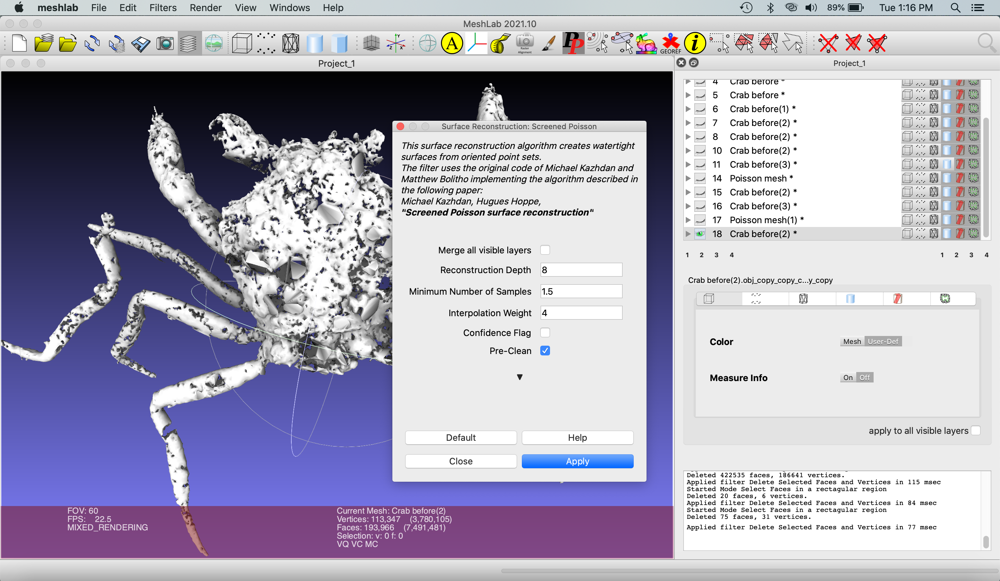 meshlab File Edit Filters Render View Windows Help 89% Tue 1:16 PM
MeshLab 2021.10
A
Raster
Alignment
PP
GEOREF
i
Y
Z X
Project_1
Project_1
4 Crab before *
5 Crab before *
6 Crab before(1) *
7 Crab before(2) *
8 Crab before(2) *
10 Crab before(2) *
11 Crab before(3) *
14 Poisson mesh *
15 Crab before(2) *
16 Crab before(3) *
17 Poisson mesh(1) *
18 Crab before(2) *
1 2 3 4 1 2 3 4
Surface Reconstruction: Screened Poisson
This surface reconstruction algorithm creates watertight
surfaces from oriented point sets.
The filter uses the original code of Michael Kazhdan and
Matthew Bolitho implementing the algorithm described in
the following paper:
Michael Kazhdan, Hugues Hoppe,
"Screened Poisson surface reconstruction"
Merge all visible layers
Reconstruction Depth 8
Minimum Number of Samples 1.5
Interpolation Weight 4
Confidence Flag
Pre-Clean
Default Help
Close Apply
Crab before(2).obj_copy_copy_c...y_copy
Color Mesh User-Def
Measure Info On Off
apply to all visible layers
Deleted 422535 faces, 186641 vertices.
Applied filter Delete Selected Faces and Vertices in 115 msec
Started Mode Select Faces in a rectagular region
Deleted 20 faces, 6 vertices.
Applied filter Delete Selected Faces and Vertices in 84 msec
Started Mode Select Faces in a rectagular region
Deleted 75 faces, 31 vertices.
Applied filter Delete Selected Faces and Vertices in 77 msec
FOV: 60
FPS: 22.5
MIXED_RENDERING
Current Mesh: Crab before(2)
Vertices: 113,347 (3,780,105)
Faces: 193,966 (7,491,481)
Selection: v: 0 f: 0
VQ VC MC